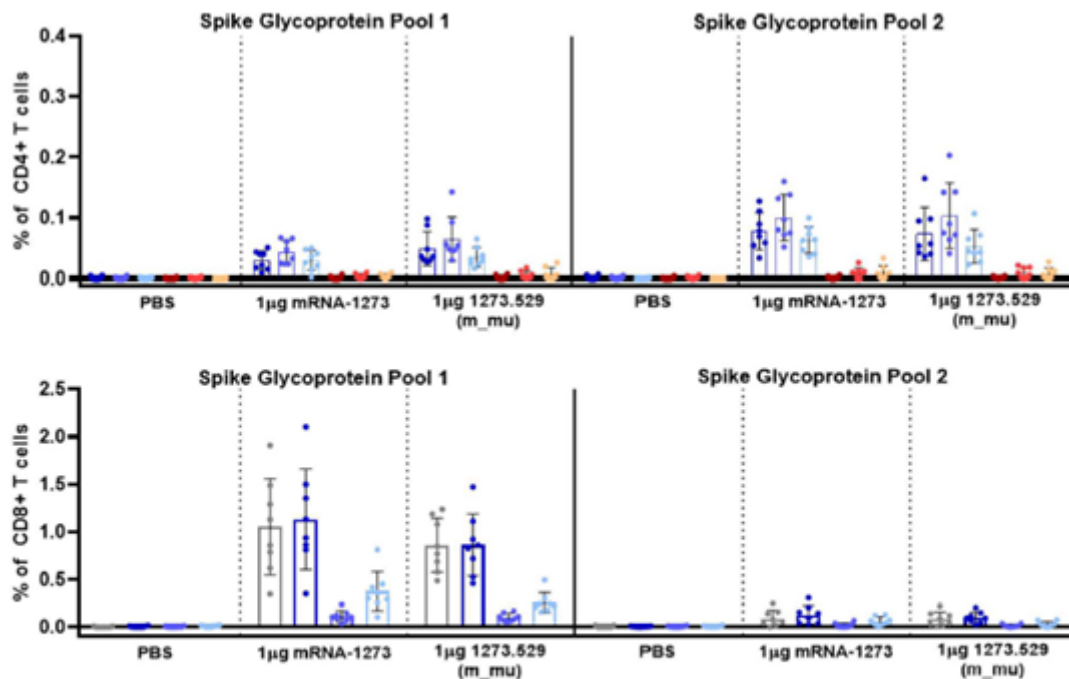 Spike Glycoprotein Pool 1
Spike Glycoprotein Pool 2
% of CD4+ T cells
0.4
0.3
0.2
0.1
0.0
PBS
1μg mRNA-1273
1μg 1273.529
(m_mu)
PBS
1μg mRNA-1273
1μg 1273.529
(m_mu)
Spike Glycoprotein Pool 1
Spike Glycoprotein Pool 2
% of CD8+ T cells
2.5
2.0
1.5
1.0
0.5
0.0
PBS
1μg mRNA-1273
1μg 1273.529
(m_mu)
PBS
1μg mRNA-1273
1μg 1273.529
(m_mu)